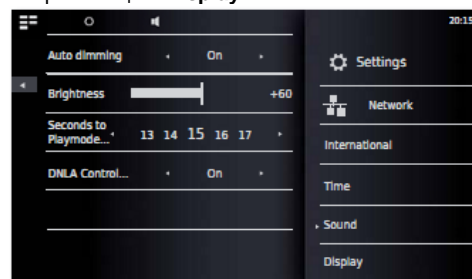 Display
20:15
Auto dimming On
Brightness +60
Seconds to
Playmode... 13 14 15 16 17
DNLA Control... On
Settings
Network
International
Time
Sound
Display